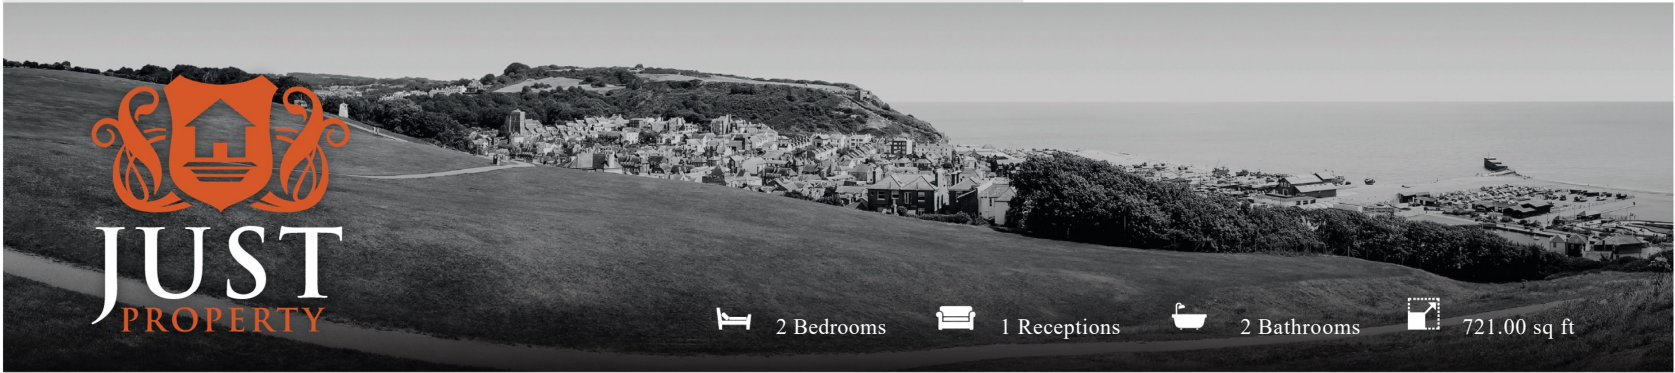 JUST
PROPERTY
2 Bedrooms
1 Receptions
2 Bathrooms
721.00 sq ft